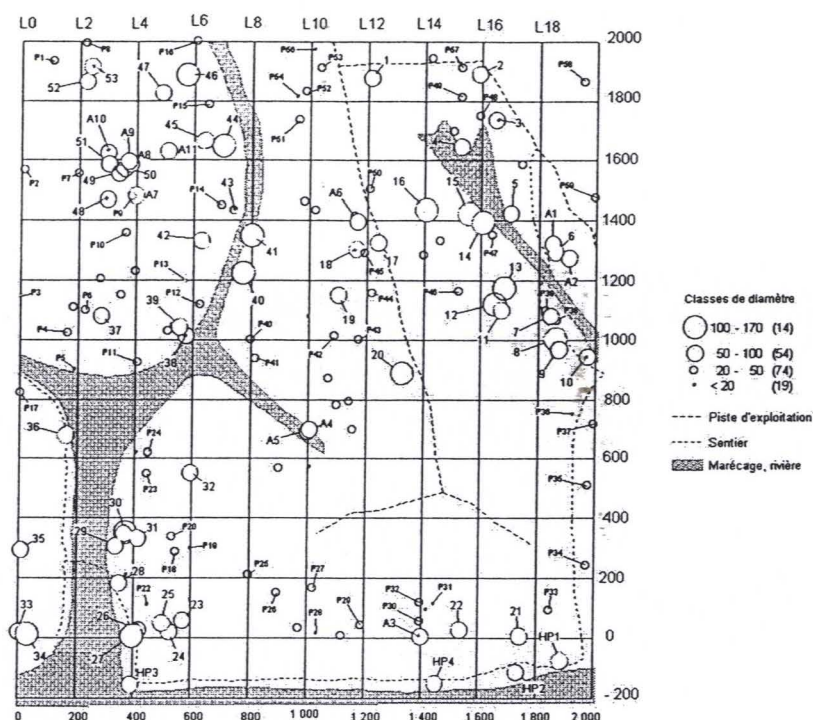 L0 L2 L4 L6 L8 L10 L12 L14 L16 L18
P8 P16 P57 2000
P1 P53 1 2 P58
53 47 46 P54 P52
52 1800
P15
A10 A9 45 44 P51 3
51 A8 A11 1600
P2 P7 49 50 P50
48 P9 A7 P14 43 A6 16 15 5 P59
A1 1400
P10 42 41 18 17 14 P47 6
P13 P45 13 A2 1200
P3 P12 40 P44 P46
P6 39 19 12 7
P4 37 11 1000
38 P40 P43 8
P5 P11 P41 P42 20 9 10
P17 800
P38
36 A4 P37
P24 A5 600
P23 32 P35
30
29 31 P20 400
35 P18 P19 P34
28 P25 P27 200
P22 25 23 P26 P32 P31 P33
33 26 P28 P29 P30 22 21
A3 0
34 27 24 HP1
HP3 HP4 HP2 -200
0 200 400 600 800 1 000 1 200 1 400 1 600 1 800 2 000
Classes de diamètre
100 - 170 (14)
50 - 100 (54)
20 - 50 (74)
< 20 (19)
Piste d'exploitation
Sentier
Marécage, rivière